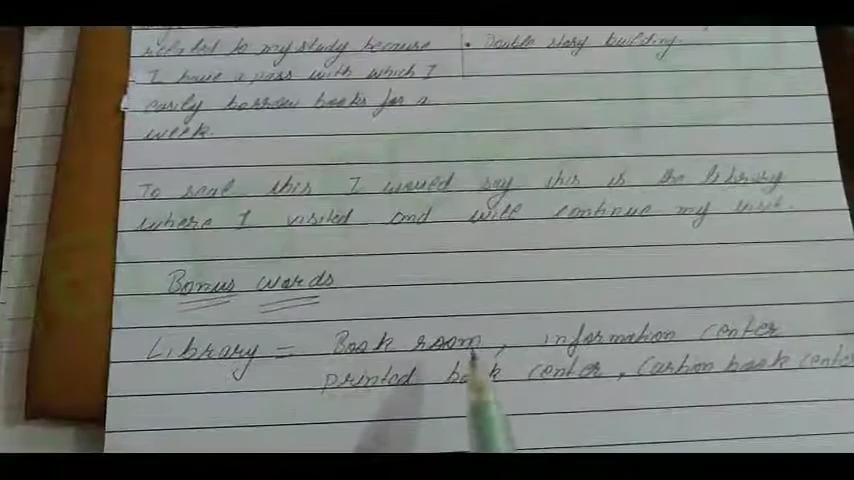 related to my study because
• Double story building.
I have a pass with which I
easily borrow books for a
week.
To seal this I would say this is the library
where I visited and will continue my visit.
Bonus words
Library = Book room, information center
printed book center, Carbon book center